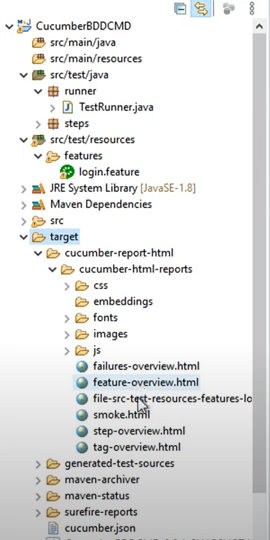 CucumberBDDCMD
src/main/java
src/main/resources
src/test/java
runner
TestRunner.java
steps
src/test/resources
features
login.feature
JRE System Library [JavaSE-1.8]
Maven Dependencies
src
target
cucumber-report-html
cucumber-html-reports
css
embeddings
fonts
images
js
failures-overview.html
feature-overview.html
file-src-test-resources-features-lo
smoke.html
step-overview.html
tag-overview.html
generated-test-sources
maven-archiver
maven-status
surefire-reports
cucumber.json